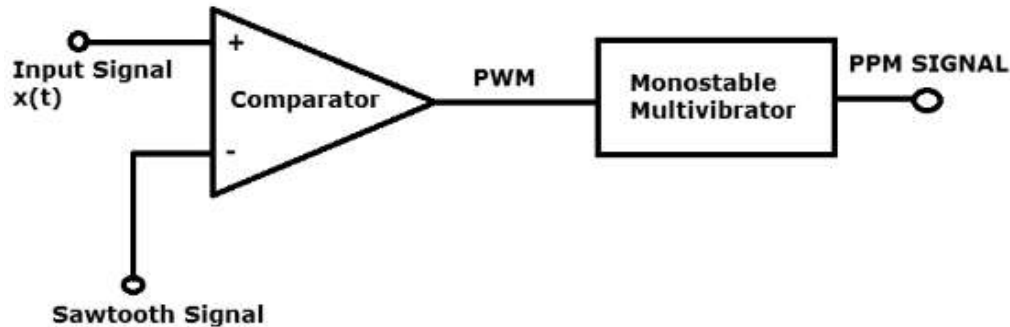 +
Input Signal
x(t)
Comparator
-
Sawtooth Signal
PWM
Monostable
Multivibrator
PPM SIGNAL